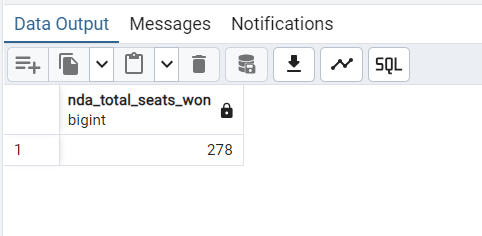 Data Output Messages Notifications
SQL
nda_total_seats_won
bigint
1 278